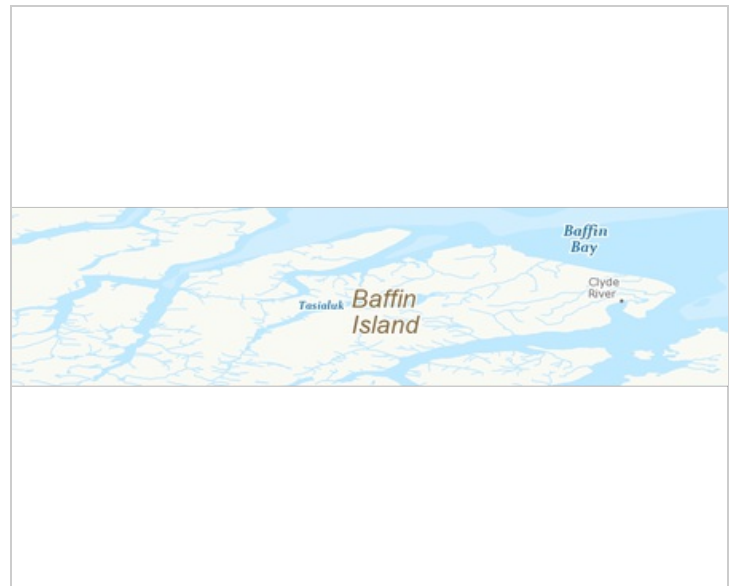 Baffin
Bay
Clyde
River
Tasialuk
Baffin
Island